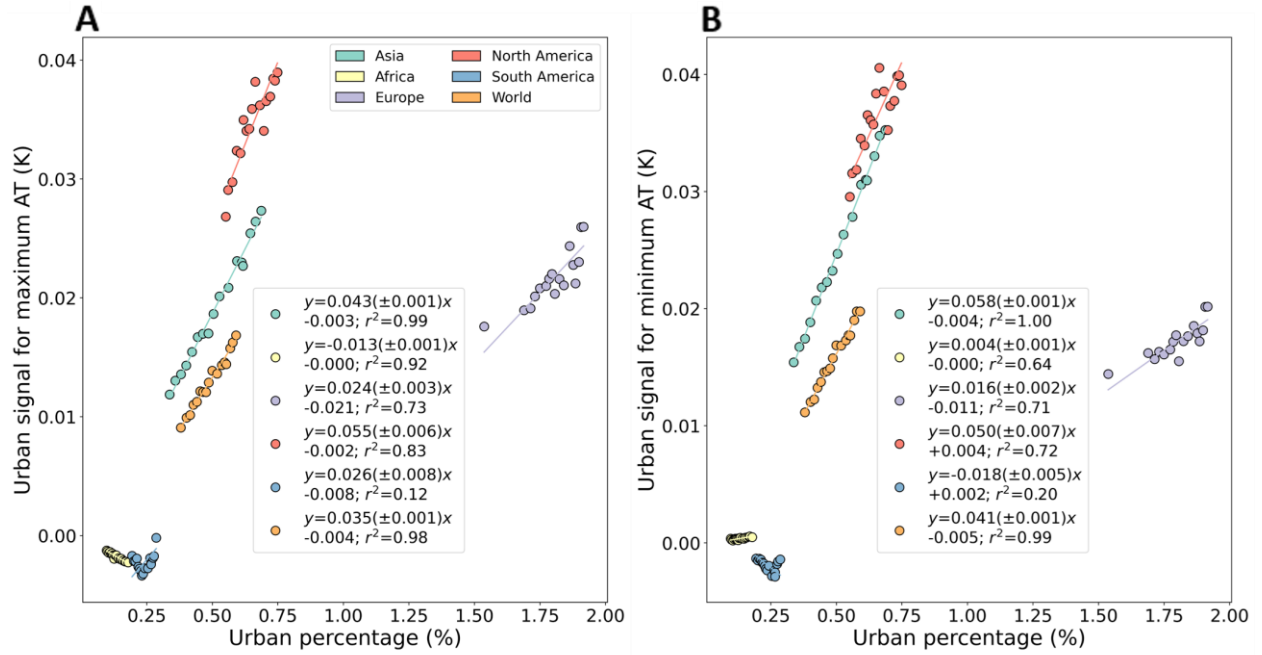 A
Urban signal for maximum AT (K)
0.04
0.03
0.02
0.01
0.00
Asia
Africa
Europe
North America
South America
World
y=0.043(±0.001)x
-0.003; r²=0.99
y=-0.013(±0.001)x
-0.000; r²=0.92
y=0.024(±0.003)x
-0.021; r²=0.73
y=0.055(±0.006)x
-0.002; r²=0.83
y=0.026(±0.008)x
-0.008; r²=0.12
y=0.035(±0.001)x
-0.004; r²=0.98
0.25 0.50 0.75 1.00 1.25 1.50 1.75 2.00
Urban percentage (%)
B
Urban signal for minimum AT (K)
0.04
0.03
0.02
0.01
0.00
y=0.058(±0.001)x
-0.004; r²=1.00
y=0.004(±0.001)x
-0.000; r²=0.64
y=0.016(±0.002)x
-0.011; r²=0.71
y=0.050(±0.007)x
+0.004; r²=0.72
y=-0.018(±0.005)x
+0.002; r²=0.20
y=0.041(±0.001)x
-0.005; r²=0.99
0.25 0.50 0.75 1.00 1.25 1.50 1.75 2.00
Urban percentage (%)